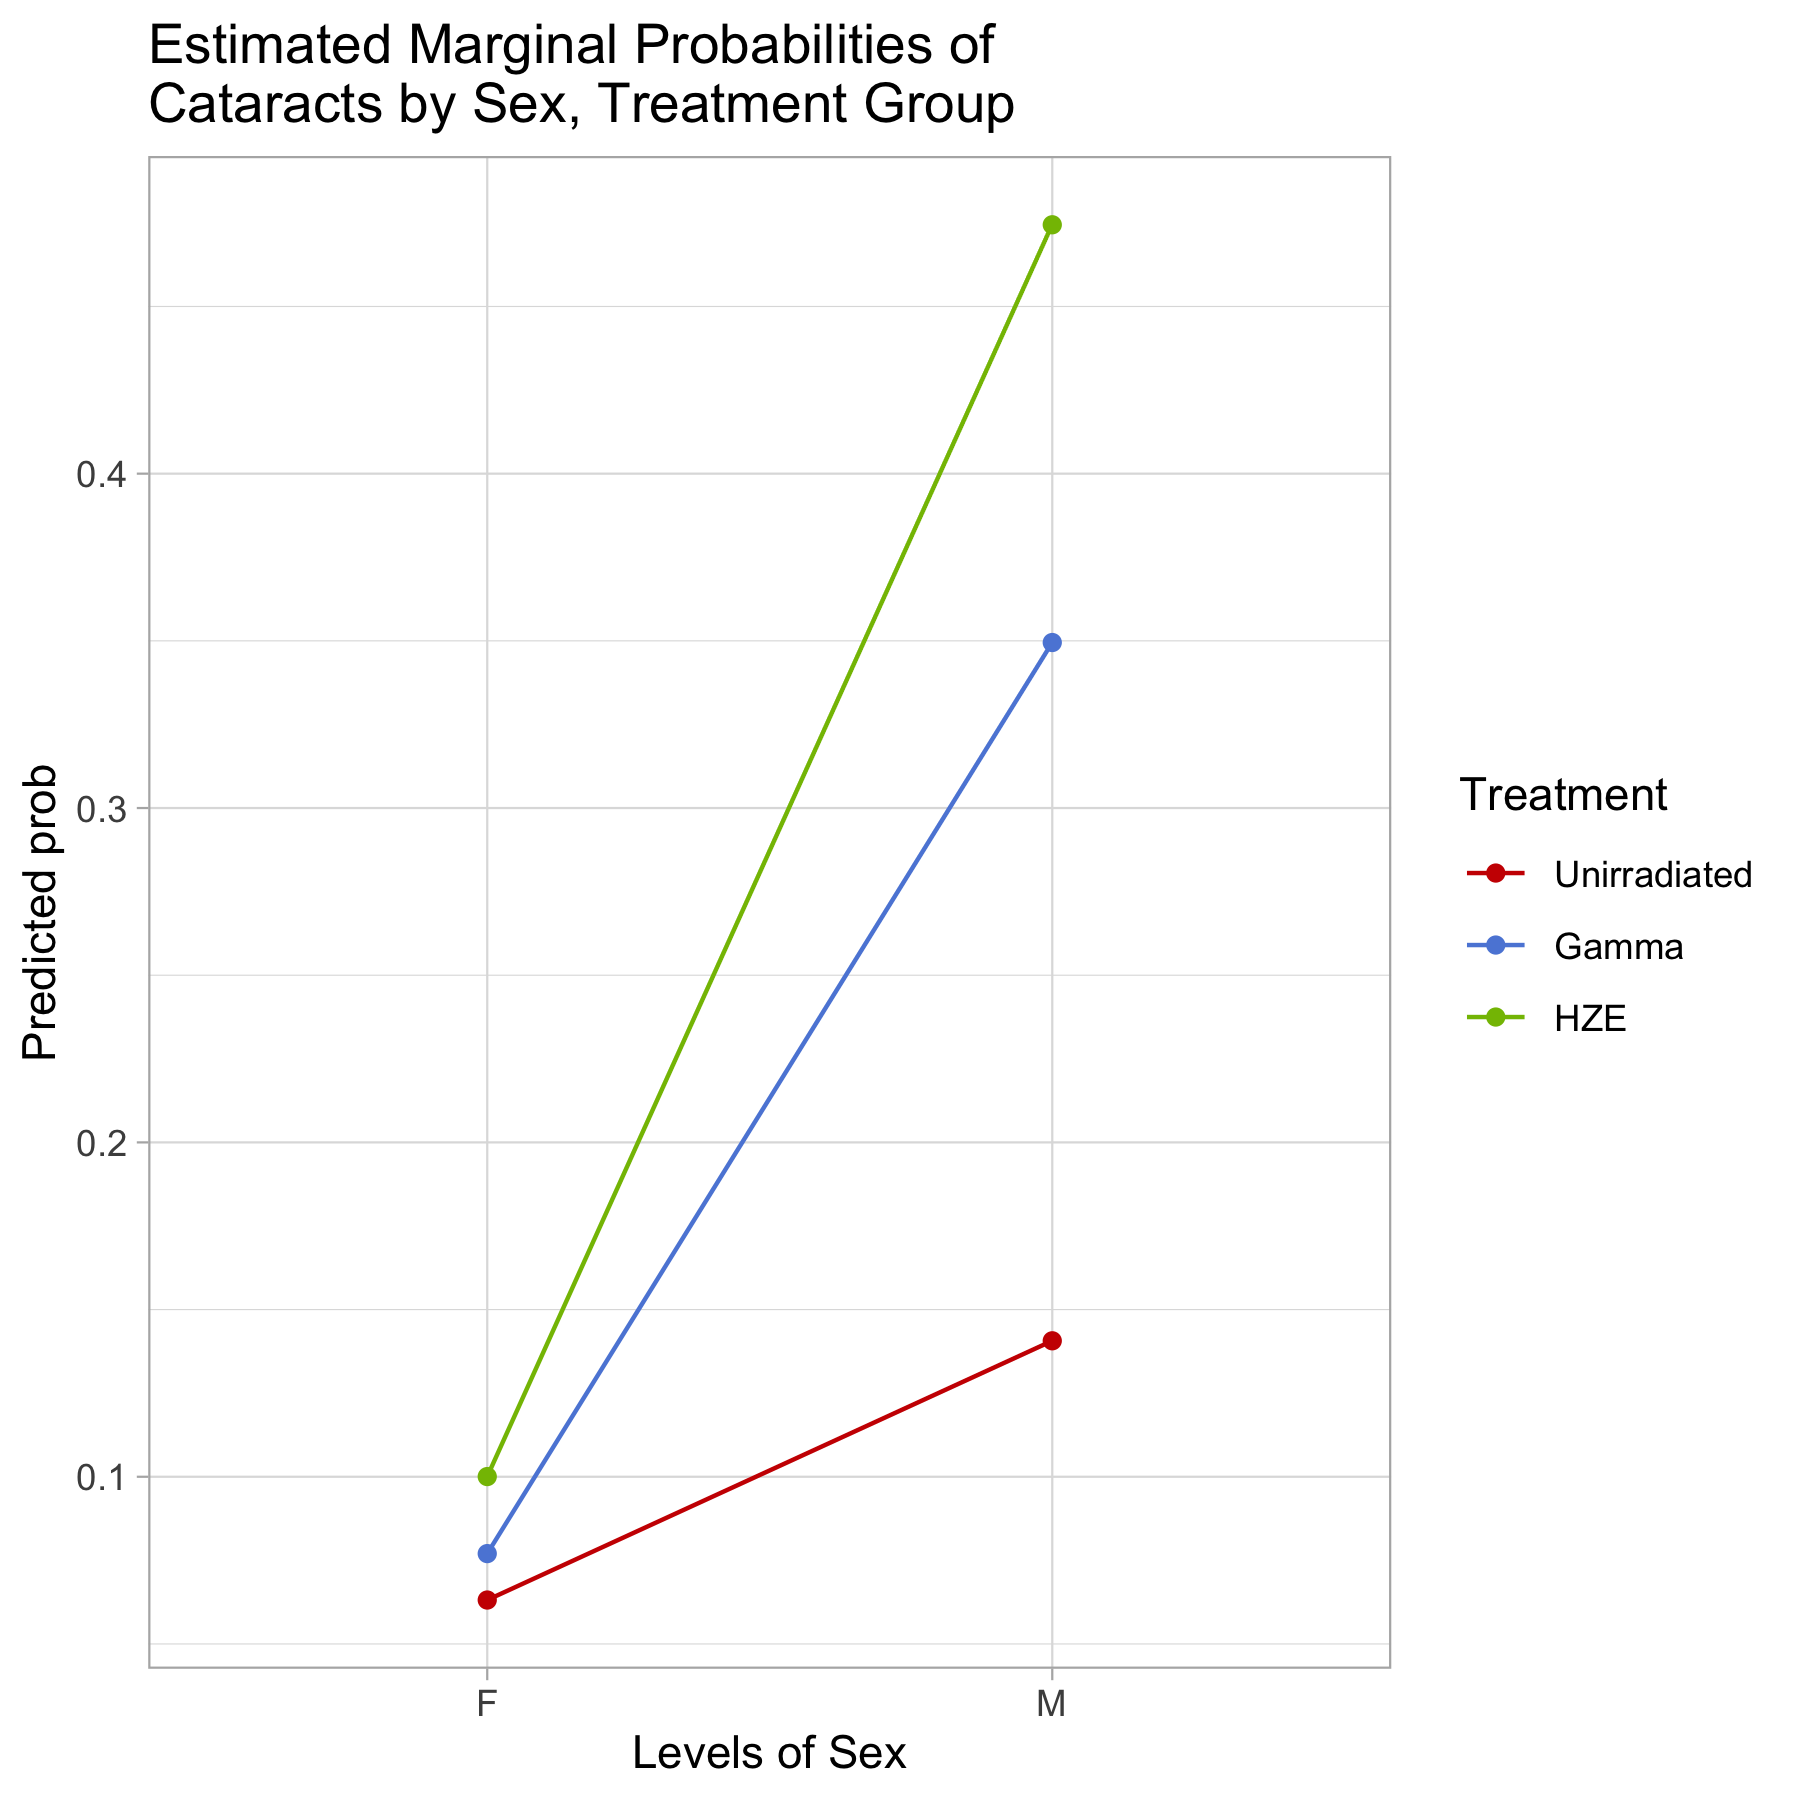 Estimated Marginal Probabilities of
Cataracts by Sex, Treatment Group
Predicted prob
0.4
0.3
0.2
0.1
F
M
Levels of Sex
Treatment
Unirradiated
Gamma
HZE